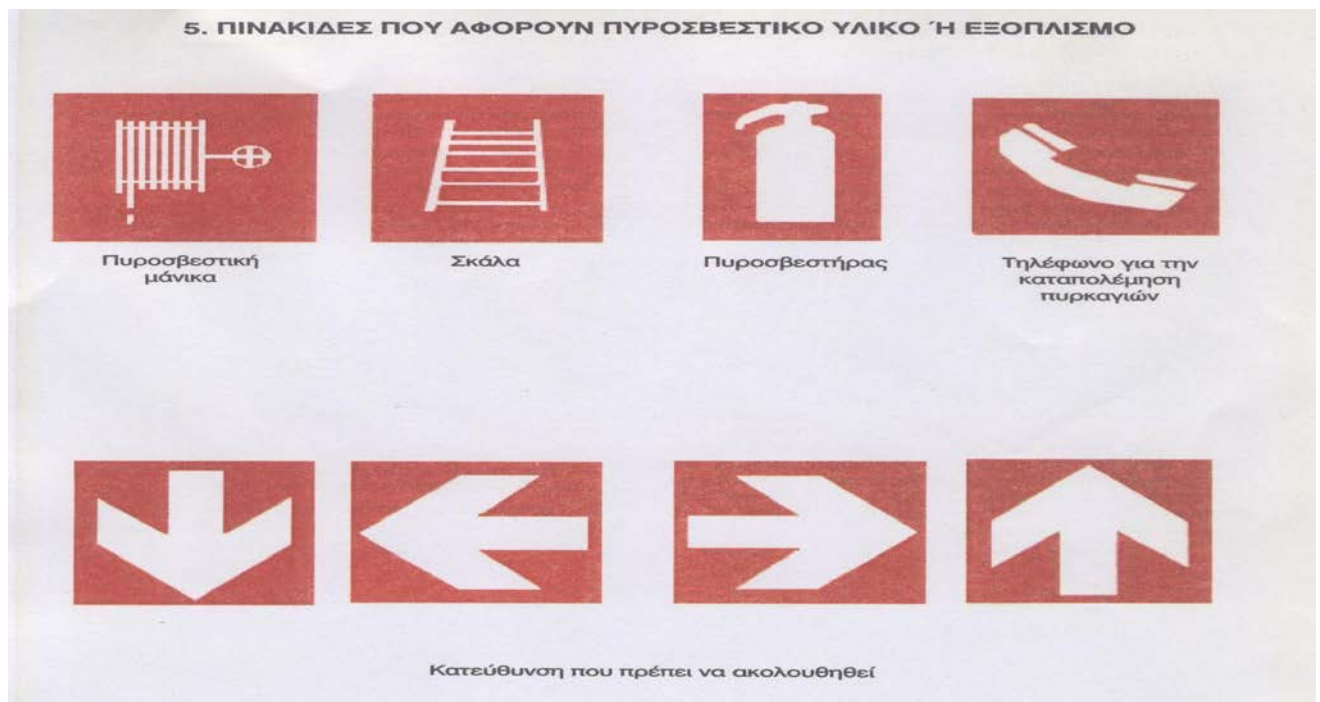 5. ΠΙΝΑΚΙΔΕΣ ΠΟΥ ΑΦΟΡΟΥΝ ΠΥΡΟΣΒΕΣΤΙΚΟ ΥΛΙΚΟ Ή ΕΞΟΠΛΙΣΜΟ
Πυροσβεστική
μάνικα
Σκάλα
Πυροσβεστήρας
Τηλέφωνο για την
καταπολέμηση
πυρκαγιών
Κατεύθυνση που πρέπει να ακολουθηθεί